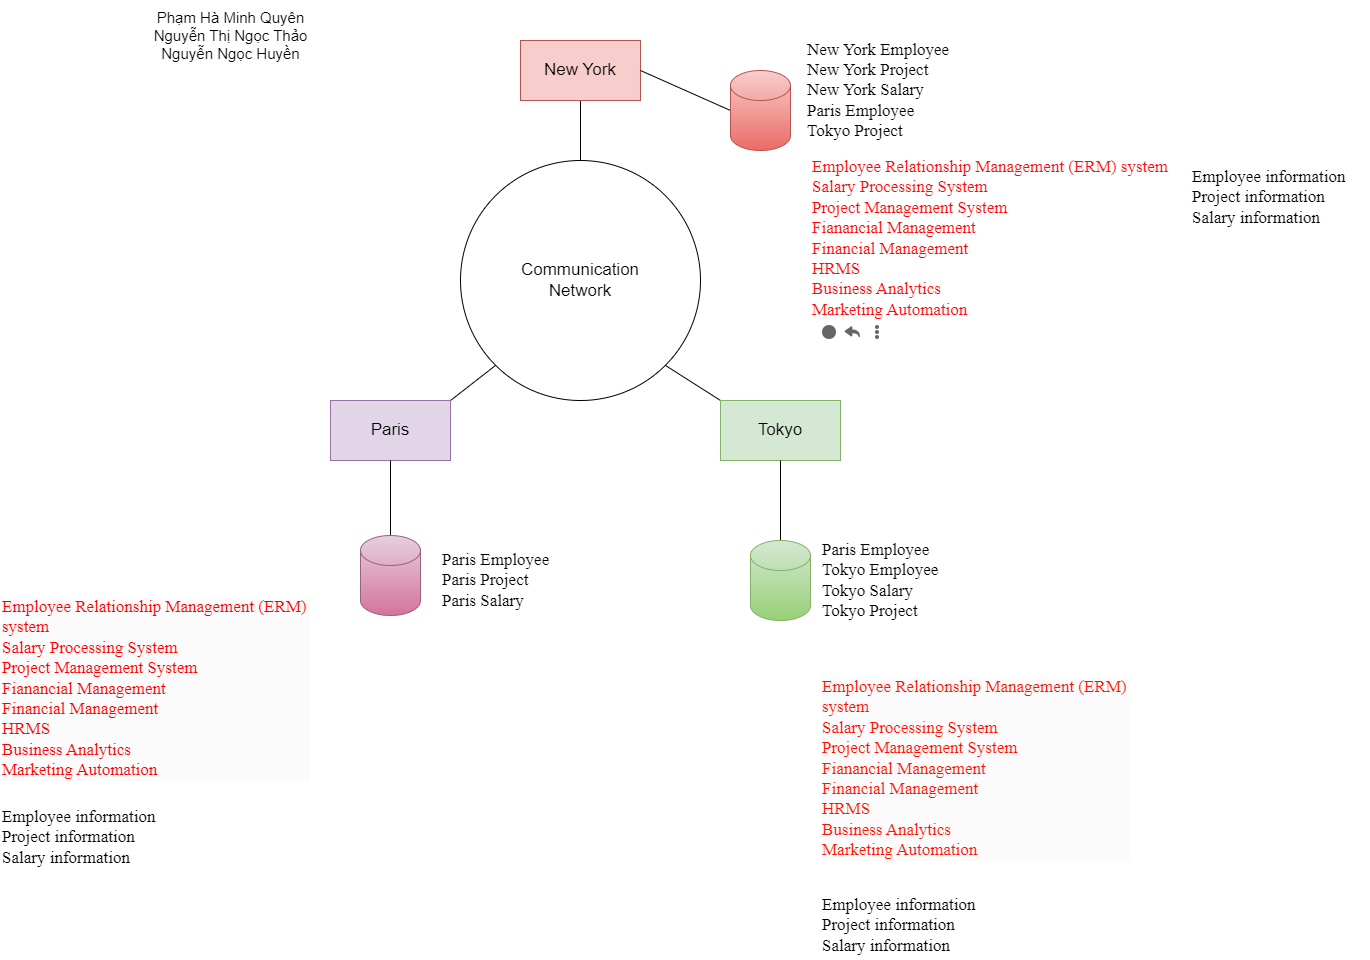 Phạm Hà Minh Quyên
Nguyễn Thị Ngọc Thảo
Nguyễn Ngọc Huyền
New York
New York Employee
New York Project
New York Salary
Paris Employee
Tokyo Project
Employee Relationship Management (ERM) system
Salary Processing System
Project Management System
Fianancial Management
Financial Management
HRMS
Business Analytics
Marketing Automation
Employee information
Project information
Salary information
Communication
Network
Paris
Tokyo
Paris Employee
Paris Project
Paris Salary
Paris Employee
Tokyo Employee
Tokyo Salary
Tokyo Project
Employee Relationship Management (ERM)
system
Salary Processing System
Project Management System
Fianancial Management
Financial Management
HRMS
Business Analytics
Marketing Automation
Employee information
Project information
Salary information
Employee Relationship Management (ERM)
system
Salary Processing System
Project Management System
Fianancial Management
Financial Management
HRMS
Business Analytics
Marketing Automation
Employee information
Project information
Salary information